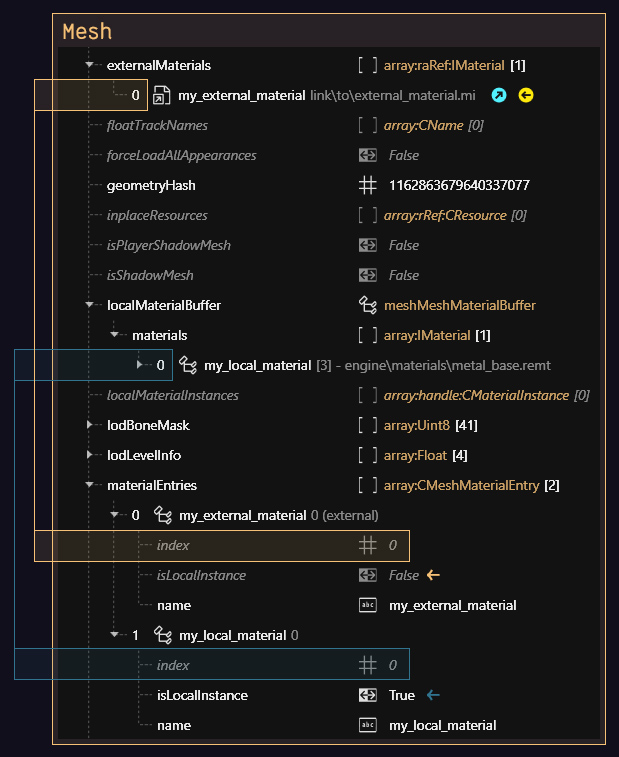 Mesh
externalMaterials [ ] array:raRef:IMaterial [1]
0 my_external_material link\to\external_material.mi
floatTrackNames [ ] array:CName [0]
forceLoadAllAppearances False
geometryHash 1162863679640337077
inplaceResources [ ] array:rRef:CResource [0]
isPlayerShadowMesh False
isShadowMesh False
localMaterialBuffer meshMeshMaterialBuffer
materials [ ] array:IMaterial [1]
0 my_local_material [3] - engine\materials\metal_base.remt
localMaterialInstances [ ] array:handle:CMaterialInstance [0]
lodBoneMask [ ] array:Uint8 [41]
lodLevelInfo [ ] array:Float [4]
materialEntries [ ] array:CMeshMaterialEntry [2]
0 my_external_material 0 (external)
index 0
isLocalInstance False
name abc my_external_material
1 my_local_material 0
index 0
isLocalInstance True
name abc my_local_material